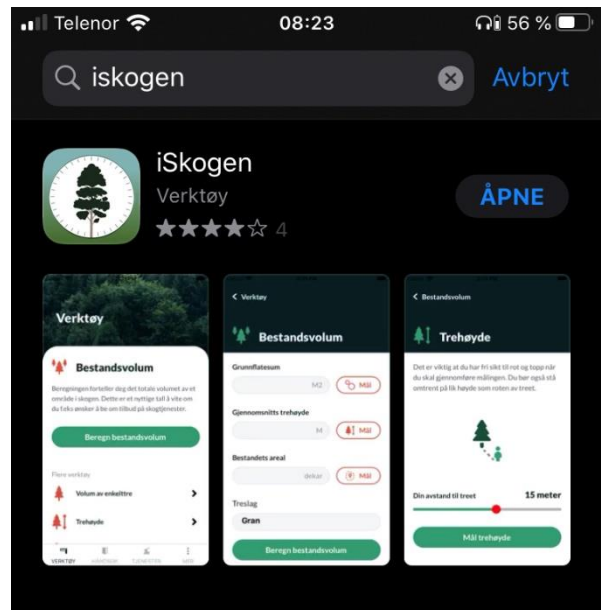 Telenor 08:23 56 %
iskogen Avbryt
iSkogen
Verktøy
ÅPNE
4
Verktøy
Bestandsvolum
Beregningen forteller deg det totale volumet av et
område i skogen. Dette er et nyttige tall å vite om
du f.eks ønsker å be om tilbud på skogtjenester.
Beregn bestandsvolum
Flere verktøy
Volum av enkelttre
Trehøyde
VERKTØY
TJENESTER
Verktøy
Bestandsvolum
Grunnflatesum
M2 Mål
Gjennomsnitts trehøyde
M Mål
Bestandets areal
dekar Mål
Treslag
Gran
Beregn bestandsvolum
Bestandsvolum
Trehøyde
Det er viktig at du har fri sikt til rot og topp når
du skal gjennomføre målingen. Du bør også stå
omtrent på lik høyde som roten av treet.
Din avstand til treet 15 meter
Mål trehøyde